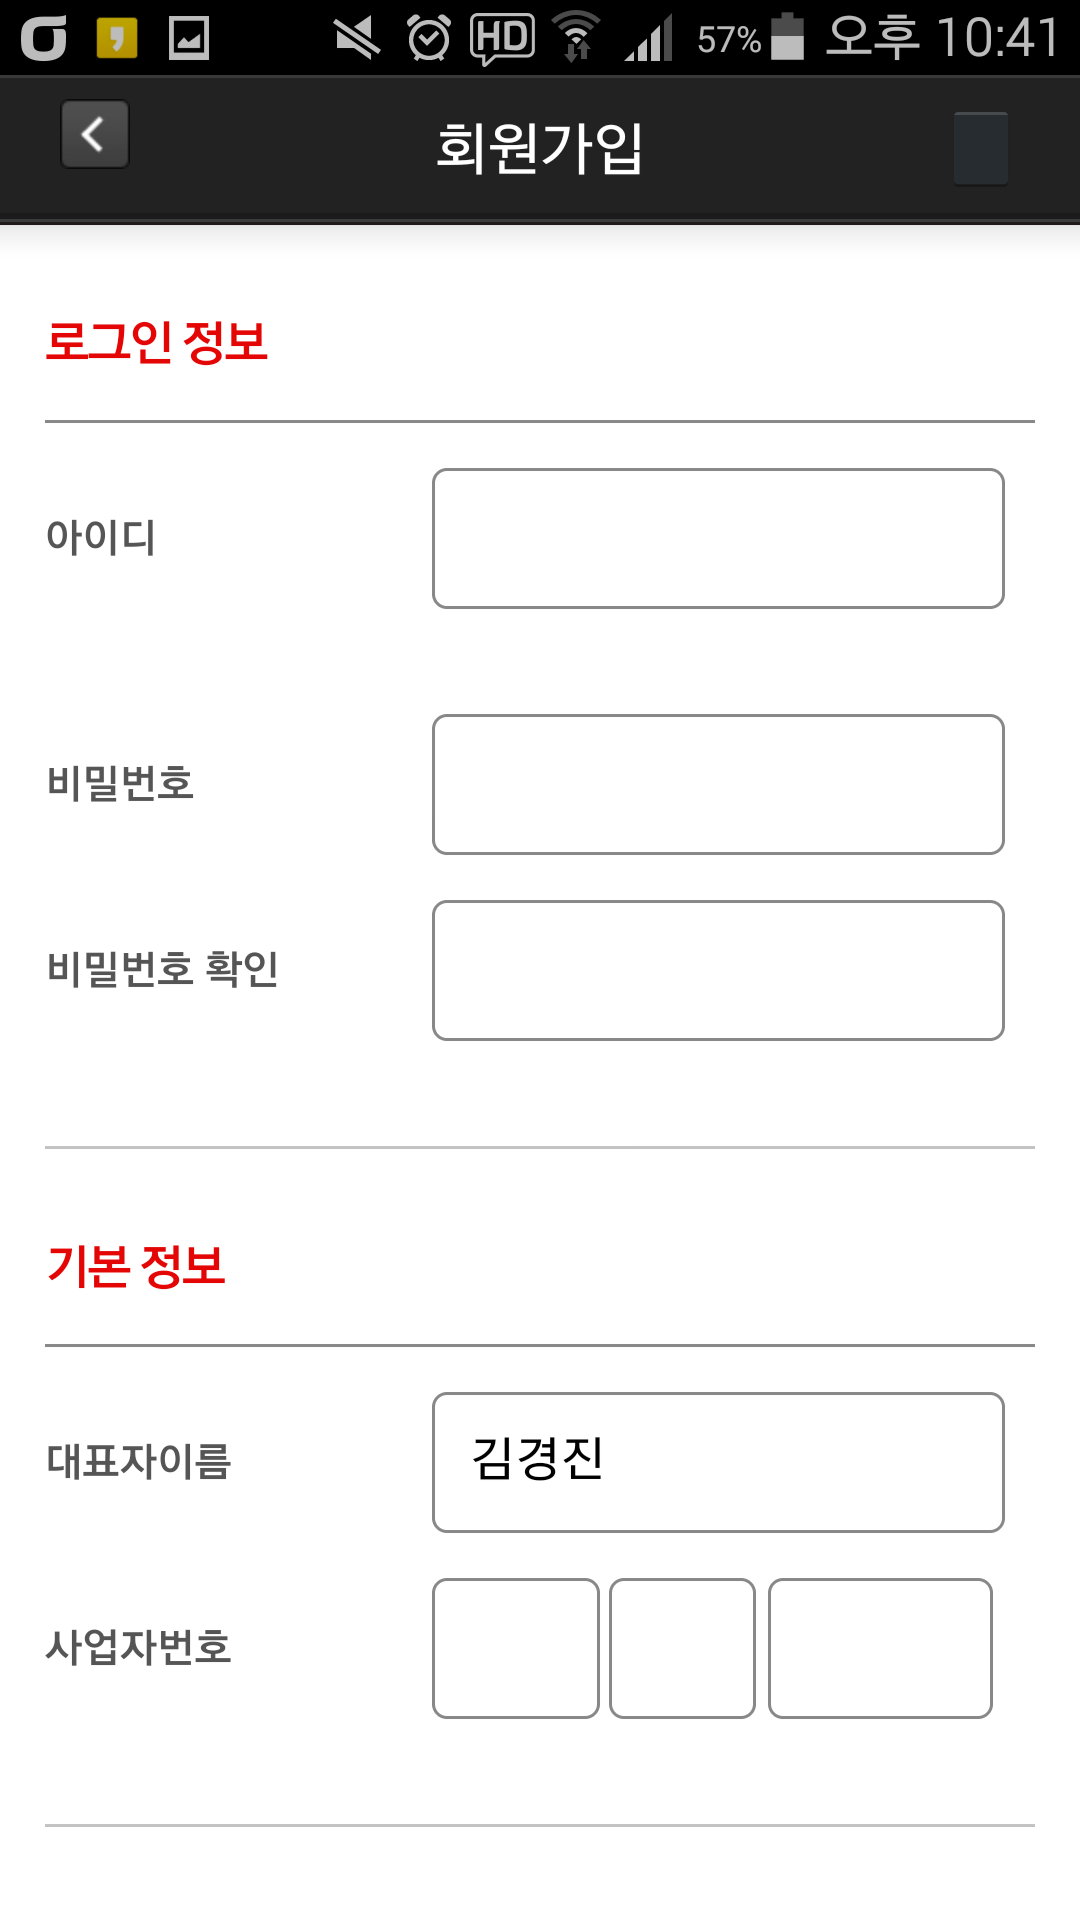 HD 57% 오후 10:41
회원가입
로그인 정보
아이디
비밀번호
비밀번호 확인
기본 정보
대표자이름 김경진
사업자번호